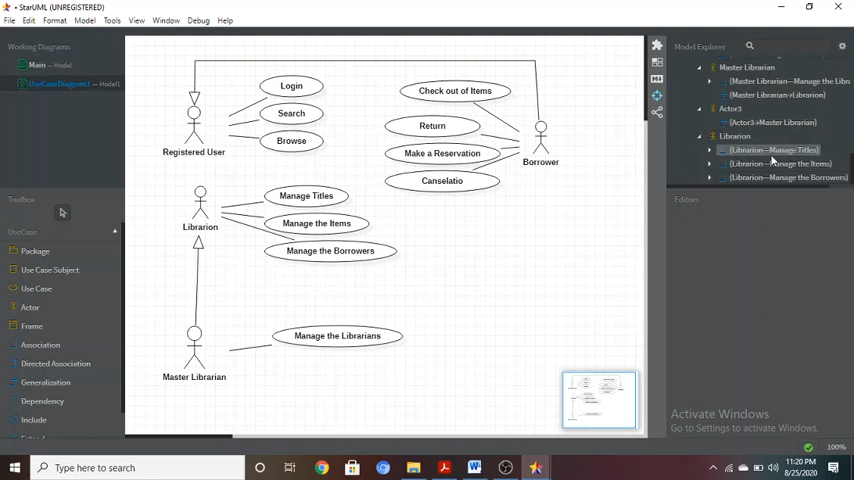 StarUML (UNREGISTERED)
File Edit Format Model Tools View Window Debug Help
Working Diagrams
Main — Model
UseCaseDiagram1 — Model1
Toolbox
UseCase
Package
Use Case Subject
Use Case
Actor
Frame
Association
Directed Association
Generalization
Dependency
Include
Extend
Login
Search
Browse
Registered User
Check out of Items
Return
Make a Reservation
Canselatio
Borrower
Manage Titles
Manage the Items
Manage the Borrowers
Librarion
Manage the Librarians
Master Librarian
Model Explorer
Master Librarian
(Master Librarian—Manage the Libra
(Master Librarian>Librarion)
Actor3
(Actor3>Master Librarian)
Librarion
(Librarion—Manage Titles)
(Librarion—Manage the Items)
(Librarion—Manage the Borrowers)
Editors
Activate Windows
Go to Settings to activate Windows.
100%
Type here to search
11:20 PM
8/25/2020